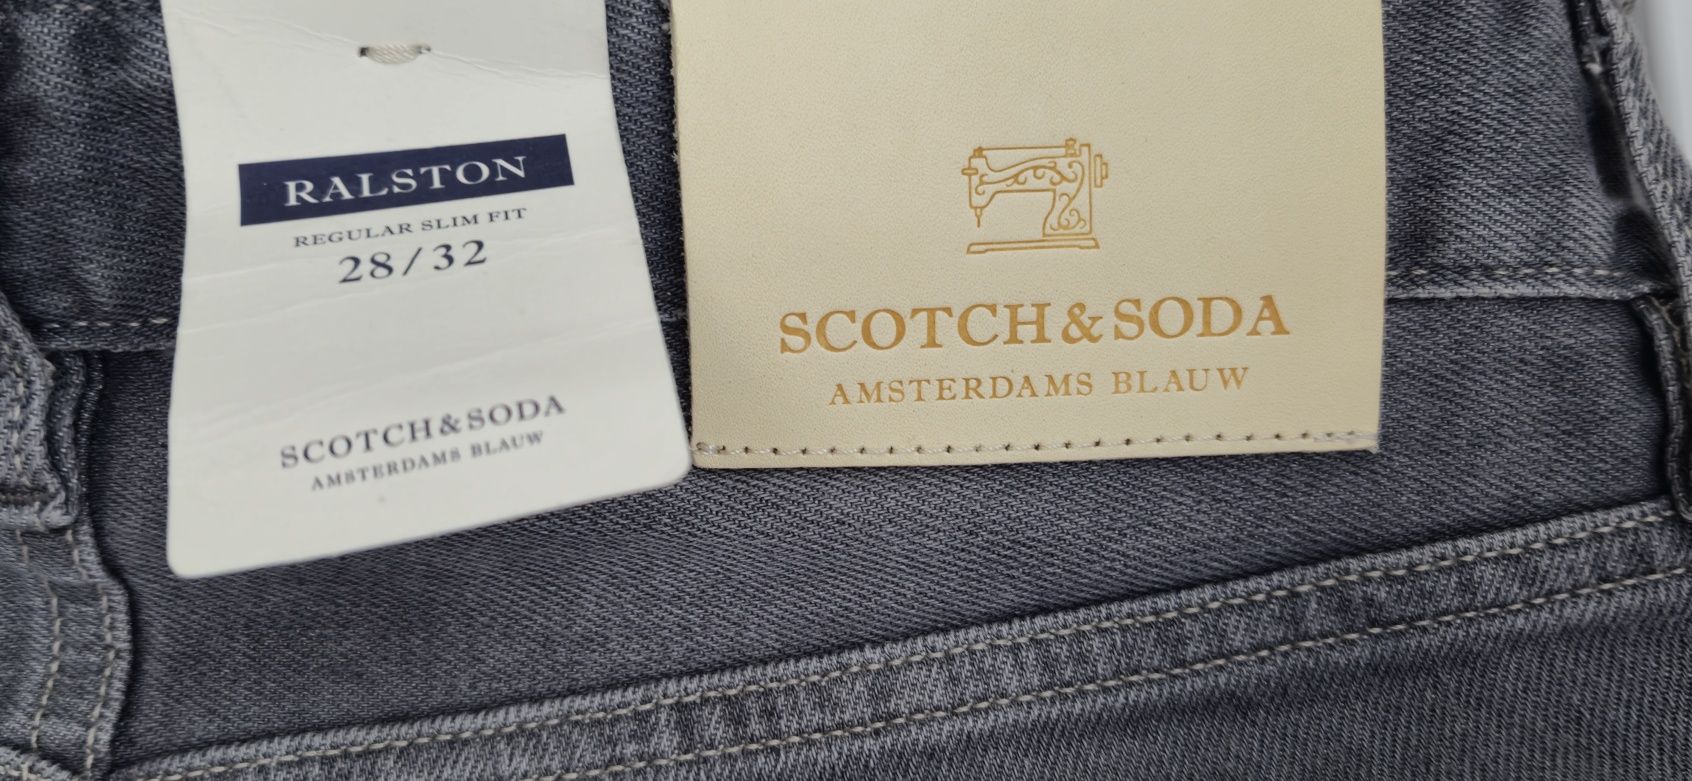 RALSTON
REGULAR SLIM FIT
28/32
SCOTCH&SODA
AMSTERDAMS BLAUW
SCOTCH&SODA
AMSTERDAMS BLAUW